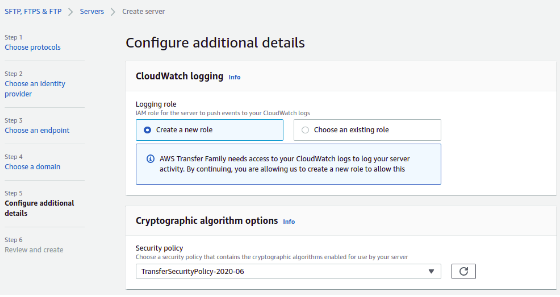 SFTP, FTPS & FTP > Servers > Create server
Step 1
Choose protocols
Step 2
Choose an identity
provider
Step 3
Choose an endpoint
Step 4
Choose a domain
Step 5
Configure additional
details
Step 6
Review and create
Configure additional details
CloudWatch logging Info
Logging role
IAM role for the server to push events to your CloudWatch logs
Create a new role
Choose an existing role
AWS Transfer Family needs access to your CloudWatch logs to log your server
activity. By continuing, you are allowing us to create a new role to allow this
Cryptographic algorithm options Info
Security policy
Choose a security policy that contains the cryptographic algorithms enabled for use by your server
TransferSecurityPolicy-2020-06